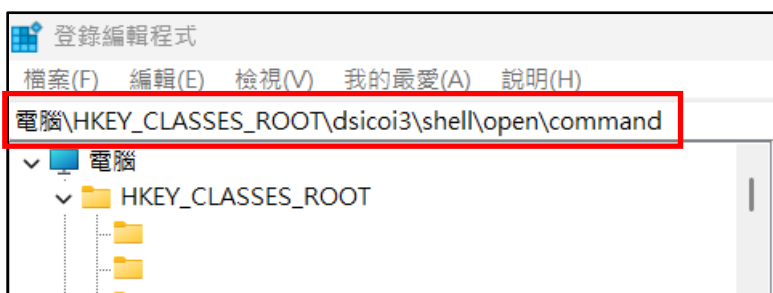 登錄編輯程式
檔案(F) 編輯(E) 檢視(V) 我的最愛(A) 說明(H)
電腦\HKEY_CLASSES_ROOT\dsicoi3\shell\open\command
電腦
HKEY_CLASSES_ROOT